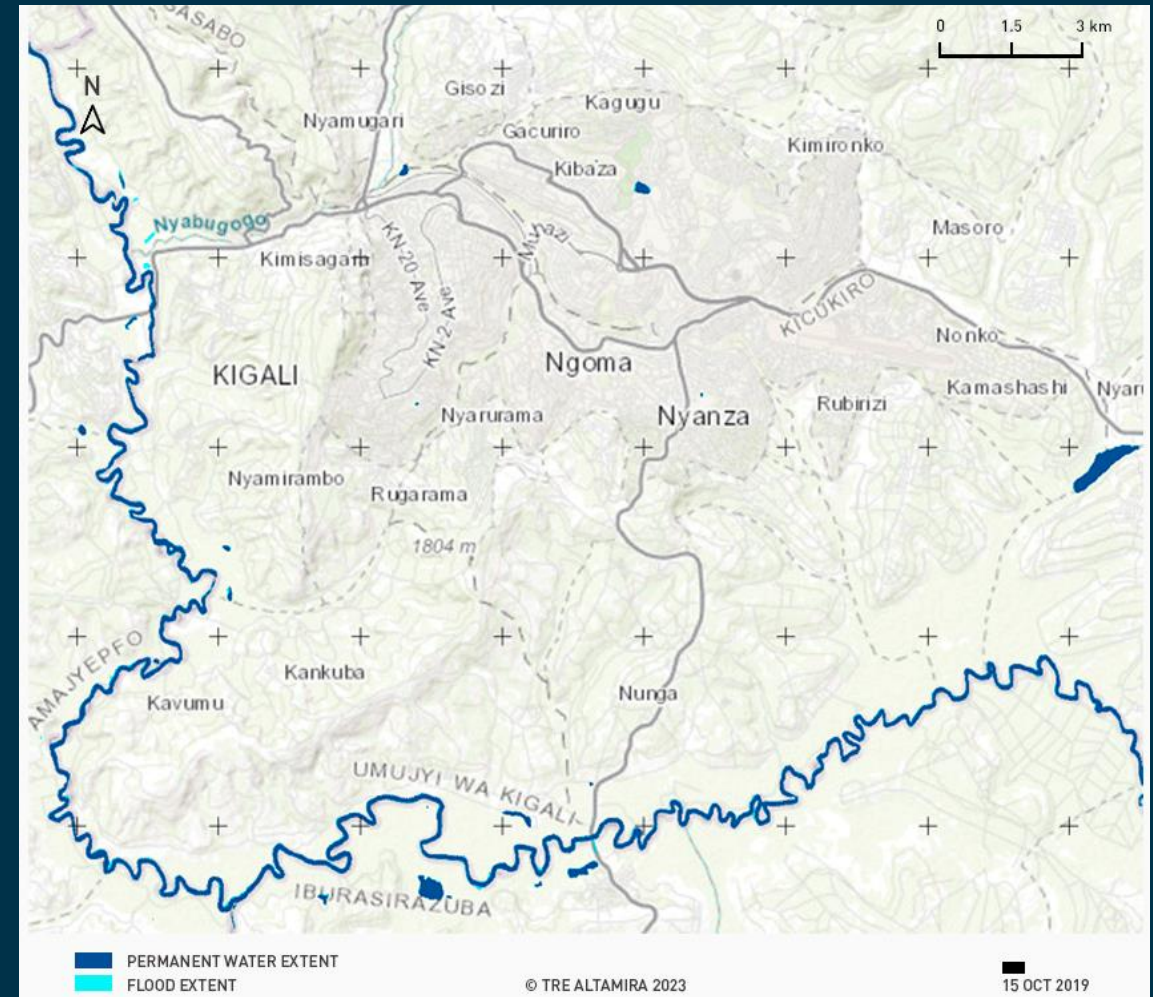 GASABO
0 1.5 3 km
N
Gisozi
Kagugu
Nyamugari
Gacuriro
Kimironko
Kibaza
Nyabugogo
Masoro
Kimisagara
KN-20 Ave
KN-2 Ave
KICUKIRO
Nonko
Ngoma
KIGALI
Kamashashi
Nyarurama
Nyanza
Rubirizi
Nyamirambo
Rugarama
1804 m
AMAJYEPFO
Kankuba
Kavumu
Nunga
UMUJYI WA KIGALI
IBURASIRAZUBA
PERMANENT WATER EXTENT
FLOOD EXTENT
© TRE ALTAMIRA 2023
15 OCT 2019